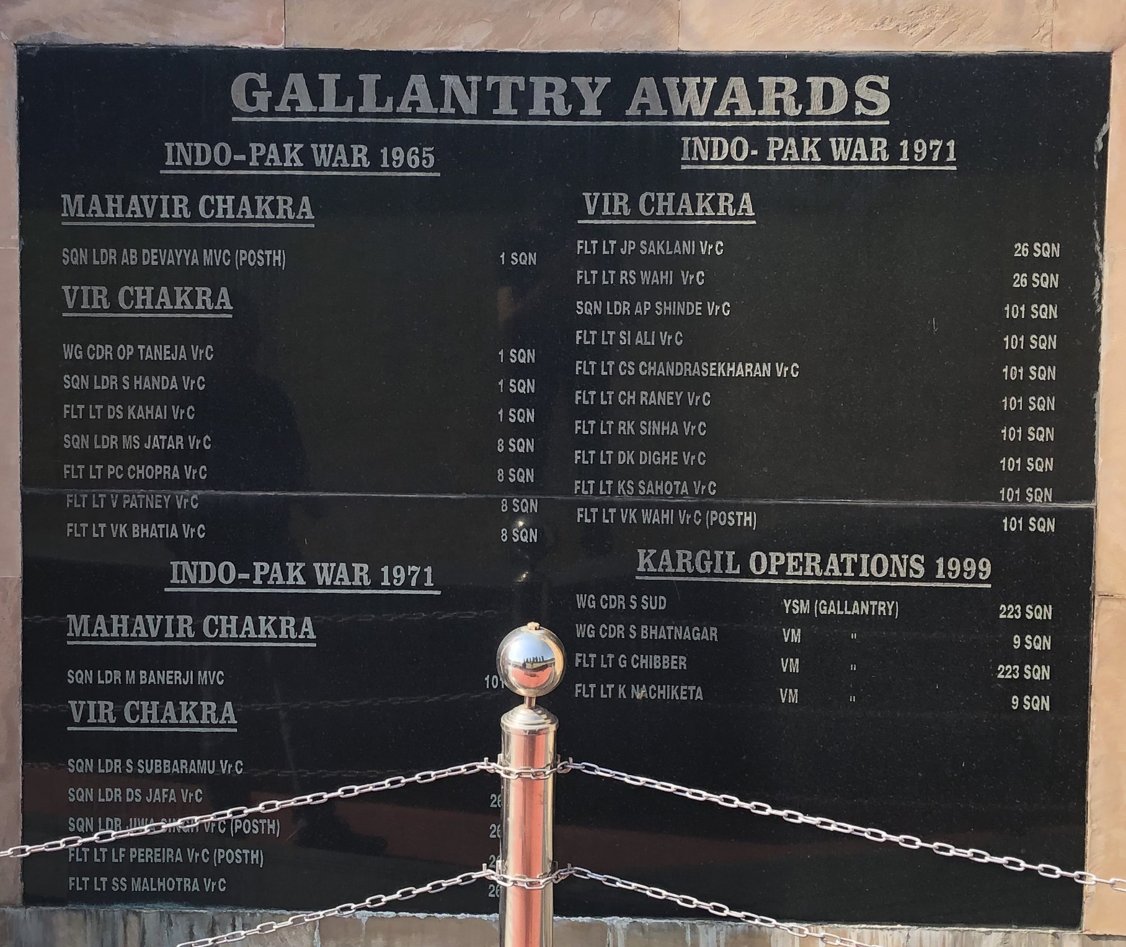 GALLANTRY AWARDS
INDO-PAK WAR 1965
MAHAVIR CHAKRA
SQN LDR AB DEVAYYA MVC (POSTH) 1 SQN
VIR CHAKRA
WG CDR OP TANEJA VrC 1 SQN
SQN LDR S HANDA VrC 1 SQN
FLT LT DS KAHAI VrC 1 SQN
SQN LDR MS JATAR VrC 8 SQN
FLT LT PC CHOPRA VrC 8 SQN
FLT LT V PATNEY VrC 8 SQN
FLT LT VK BHATIA VrC 8 SQN
INDO-PAK WAR 1971
MAHAVIR CHAKRA
SQN LDR M BANERJI MVC 101
VIR CHAKRA
SQN LDR S SUBBARAMU VrC
SQN LDR DS JAFA VrC 26
SQN LDR JIWA SINGH VrC (POSTH) 26
FLT LT LF PEREIRA VrC (POSTH) 26
FLT LT SS MALHOTRA VrC 26
INDO- PAK WAR 1971
VIR CHAKRA
FLT LT JP SAKLANI VrC 26 SQN
FLT LT RS WAHI VrC 26 SQN
SQN LDR AP SHINDE VrC 101 SQN
FLT LT SI ALI VrC 101 SQN
FLT LT CS CHANDRASEKHARAN VrC 101 SQN
FLT LT CH RANEY VrC 101 SQN
FLT LT RK SINHA VrC 101 SQN
FLT LT DK DIGHE VrC 101 SQN
FLT LT KS SAHOTA VrC 101 SQN
FLT LT VK WAHI VrC (POSTH) 101 SQN
KARGIL OPERATIONS 1999
WG CDR S SUD YSM (GALLANTRY) 223 SQN
WG CDR S BHATNAGAR VM " 9 SQN
FLT LT G CHIBBER VM " 223 SQN
FLT LT K NACHIKETA VM " 9 SQN